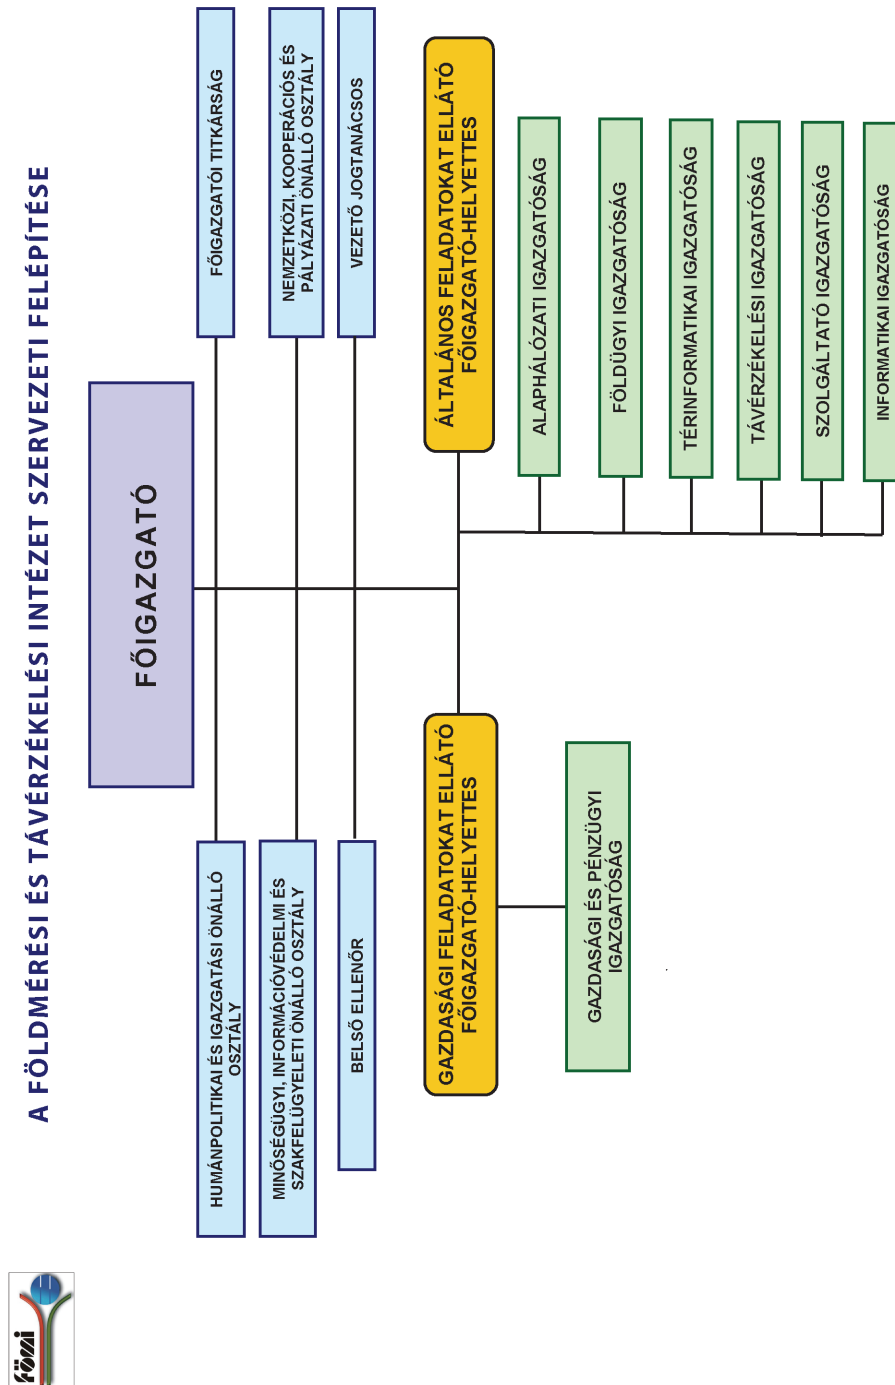 fömi
A FÖLDMÉRÉSI ÉS TÁVÉRZÉKELÉSI INTÉZET SZERVEZETI FELÉPÍTÉSE
FŐIGAZGATÓ
HUMÁNPOLITIKAI ÉS IGAZGATÁSI ÖNÁLLÓ
OSZTÁLY
FŐIGAZGATÓI TITKÁRSÁG
MINŐSÉGÜGYI, INFORMÁCIÓVÉDELMI ÉS
SZAKFELÜGYELETI ÖNÁLLÓ OSZTÁLY
NEMZETKÖZI, KOOPERÁCIÓS ÉS
PÁLYÁZATI ÖNÁLLÓ OSZTÁLY
BELSŐ ELLENŐR
VEZETŐ JOGTANÁCSOS
GAZDASÁGI FELADATOKAT ELLÁTÓ
FŐIGAZGATÓ-HELYETTES
ÁLTALÁNOS FELADATOKAT ELLÁTÓ
FŐIGAZGATÓ-HELYETTES
GAZDASÁGI ÉS PÉNZÜGYI
IGAZGATÓSÁG
ALAPHÁLÓZATI IGAZGATÓSÁG
FÖLDÜGYI IGAZGATÓSÁG
TÉRINFORMATIKAI IGAZGATÓSÁG
TÁVÉRZÉKELÉSI IGAZGATÓSÁG
SZOLGÁLTATÓ IGAZGATÓSÁG
INFORMATIKAI IGAZGATÓSÁG